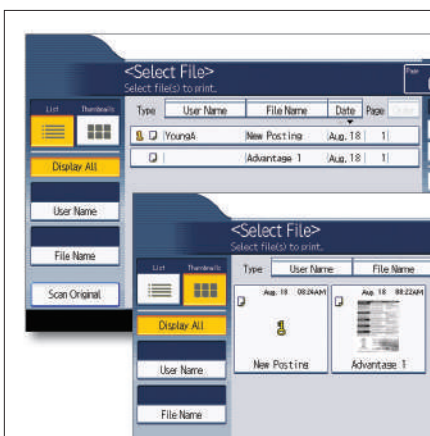 <Select File>
Select file(s) to print.
List Thumbnails
Type User Name File Name Date Page Order
1 YoungA New Posting Aug. 18 1
Advantage 1 Aug. 18 1
Display All
User Name
File Name
Scan Original
<Select File>
Select file(s) to print.
List Thumbnails
Type User Name File Name
Aug. 18 08:24AM
1
New Posting
Aug. 18 08:22AM
Advantage 1
Display All
User Name
File Name